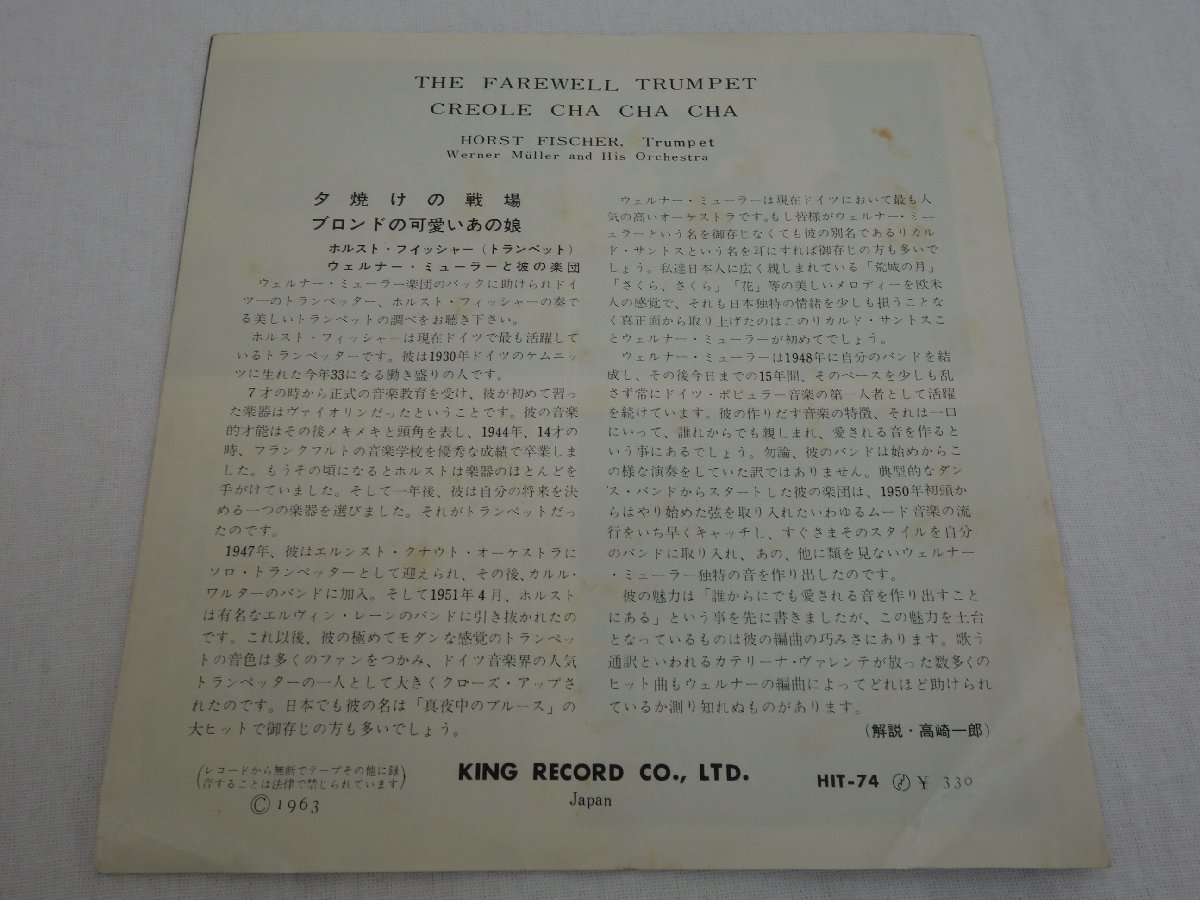 THE FAREWELL TRUMPET
CREOLE CHA CHA CHA
HORST FISCHER, Trumpet
Werner Müller and His Orchestra
夕焼けの戦場
ブロンドの可愛いあの娘
ホルスト・フイッシャー(トランペット)
ウェルナー・ミューラーと彼の楽団
ウェルナー・ミューラー楽団のバックに助けられドイ
ツ一のトランペッター、ホルスト・フィッシャーの奏で
る美しいトランペットの調べをお聴き下さい。
ホルスト・フィッシャーは現在ドイツで最も活躍して
いるトランペッターです。彼は1930年ドイツのケムニッ
ツに生れた今年33になる働き盛りの人です。
7才の時から正式の音楽教育を受け、彼が初めて習っ
た楽器はヴァイオリンだったということです。彼の音楽
的才能はその後メキメキと頭角を表し、1944年、14才の
時、フランクフルトの音楽学校を優秀な成績で卒業しま
した。もうその頃になるとホルストは楽器のほとんどを
手がけていました。そして一年後、彼は自分の将来を決
める一つの楽器を選びました。それがトランペットだっ
たのです。
1947年、彼はエルンスト・クナウト・オーケストラに
ソロ・トランペッターとして迎えられ、その後、カルル・
ワルターのバンドに加入。そして1951年4月、ホルスト
は有名なエルヴィン・レーンのバンドに引き抜かれたの
です。これ以後、彼の極めてモダンな感覚のトランペッ
トの音色は多くのファンをつかみ、ドイツ音楽界の人気
トランペッターの一人として大きくクローズ・アップさ
れたのです。日本でも彼の名は「真夜中のブルース」の
大ヒットで御存じの方も多いでしょう。
ウェルナー・ミューラーは現在ドイツにおいて最も人
気の高いオーケストラです。もし皆様がウェルナー・ミュ
ーラーという名を御存じなくても彼の別名であるリカル
ド・サントスという名を耳にすれば御存じの方も多いで
しょう。私達日本人に広く親しまれている「荒城の月」
「さくら、さくら」「花」等の美しいメロディーを欧米
人の感覚で、それも日本独特の情緒を少しも損うことな
く真正面から取り上げたのはこのリカルド・サントスこ
とウェルナー・ミューラーが初めてでしょう。
ウェルナー・ミューラーは1948年に自分のバンドを結
成し、その後今日までの15年間、そのペースを少しも乱
さず常にドイツ・ポピュラー音楽の第一人者として活躍
を続けています。彼の作りだす音楽の特徴、それは一口
にいって、誰れからでも親しまれ、愛される音を作ると
いう事にあるでしょう。勿論、彼のバンドは始めからこ
の様な演奏をしていた訳ではありません。典型的なダン
ス・バンドからスタートした彼の楽団は、1950年初頭か
らはやり始めた弦を取り入れたいわゆるムード音楽の流
行をいち早くキャッチし、すぐさまそのスタイルを自分
のバンドに取り入れ、あの、他に類を見ないウェルナー
・ミューラー独特の音を作り出したのです。
彼の魅力は「誰からにでも愛される音を作り出すこと
にある」という事を先に書きましたが、この魅力を土台
となっているものは彼の編曲の巧みさにあります。歌う
通訳といわれるカテリーナ・ヴァレンテが放った数多くの
ヒット曲もウェルナーの編曲によってどれほど助けられ
ているか測り知れぬものがあります。
(解説・高崎一郎)
(レコードから無断でテープその他に録
音することは法律で禁じられています)
Ⓒ 1963
KING RECORD CO., LTD.
Japan
HIT-74 ¥ 330